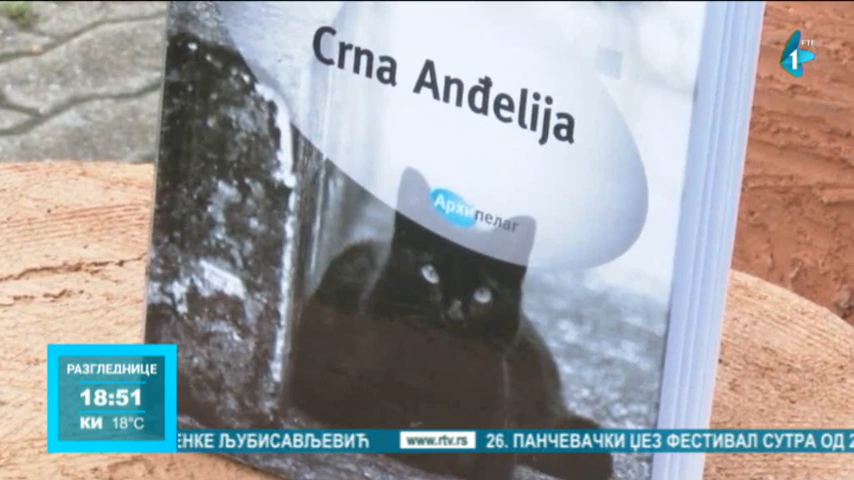 Crna Anđelija
Архипелаг
1
РТВ
РАЗГЛЕДНИЦЕ
18:51
КИ 18°C
ЕНКЕ ЉУБИСАВЉЕВИЋ www.rtv.rs 26. ПАНЧЕВАЧКИ ЏЕЗ ФЕСТИВАЛ СУТРА ОД 2